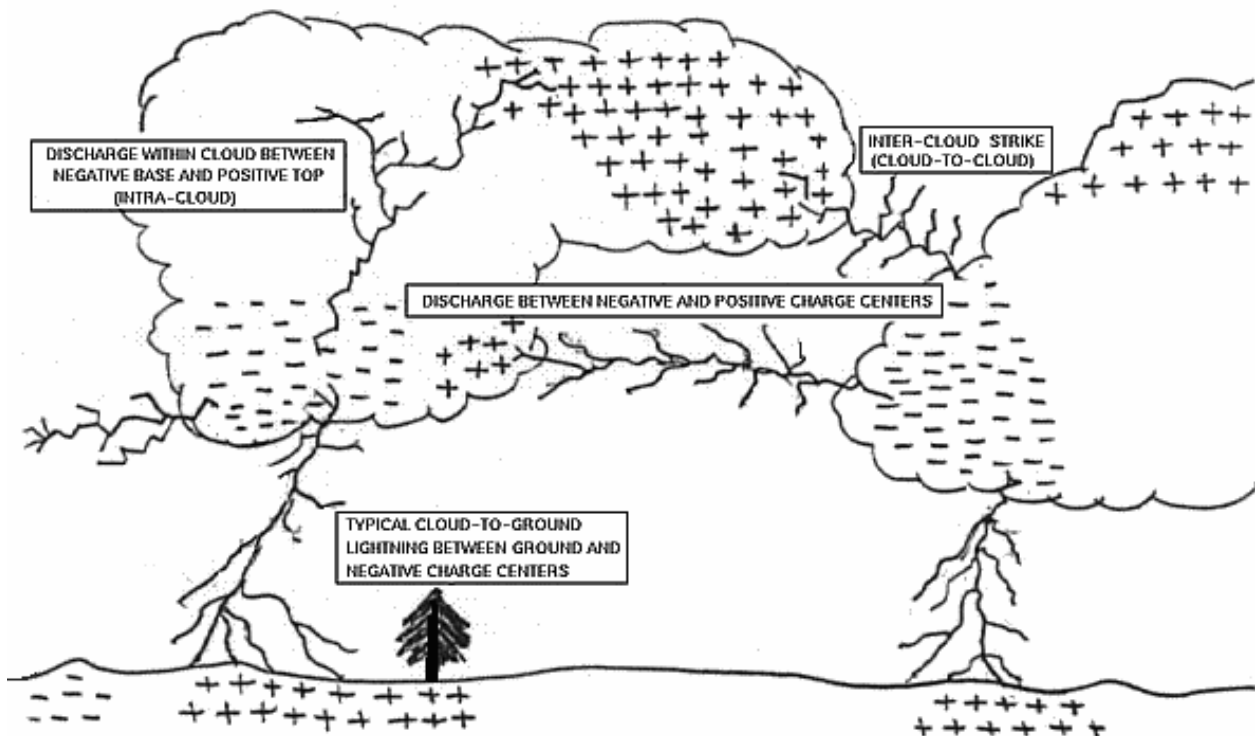 DISCHARGE WITHIN CLOUD BETWEEN
NEGATIVE BASE AND POSITIVE TOP
(INTRA-CLOUD)
INTER-CLOUD STRIKE
(CLOUD-TO-CLOUD)
DISCHARGE BETWEEN NEGATIVE AND POSITIVE CHARGE CENTERS
TYPICAL CLOUD-TO-GROUND
LIGHTNING BETWEEN GROUND AND
NEGATIVE CHARGE CENTERS